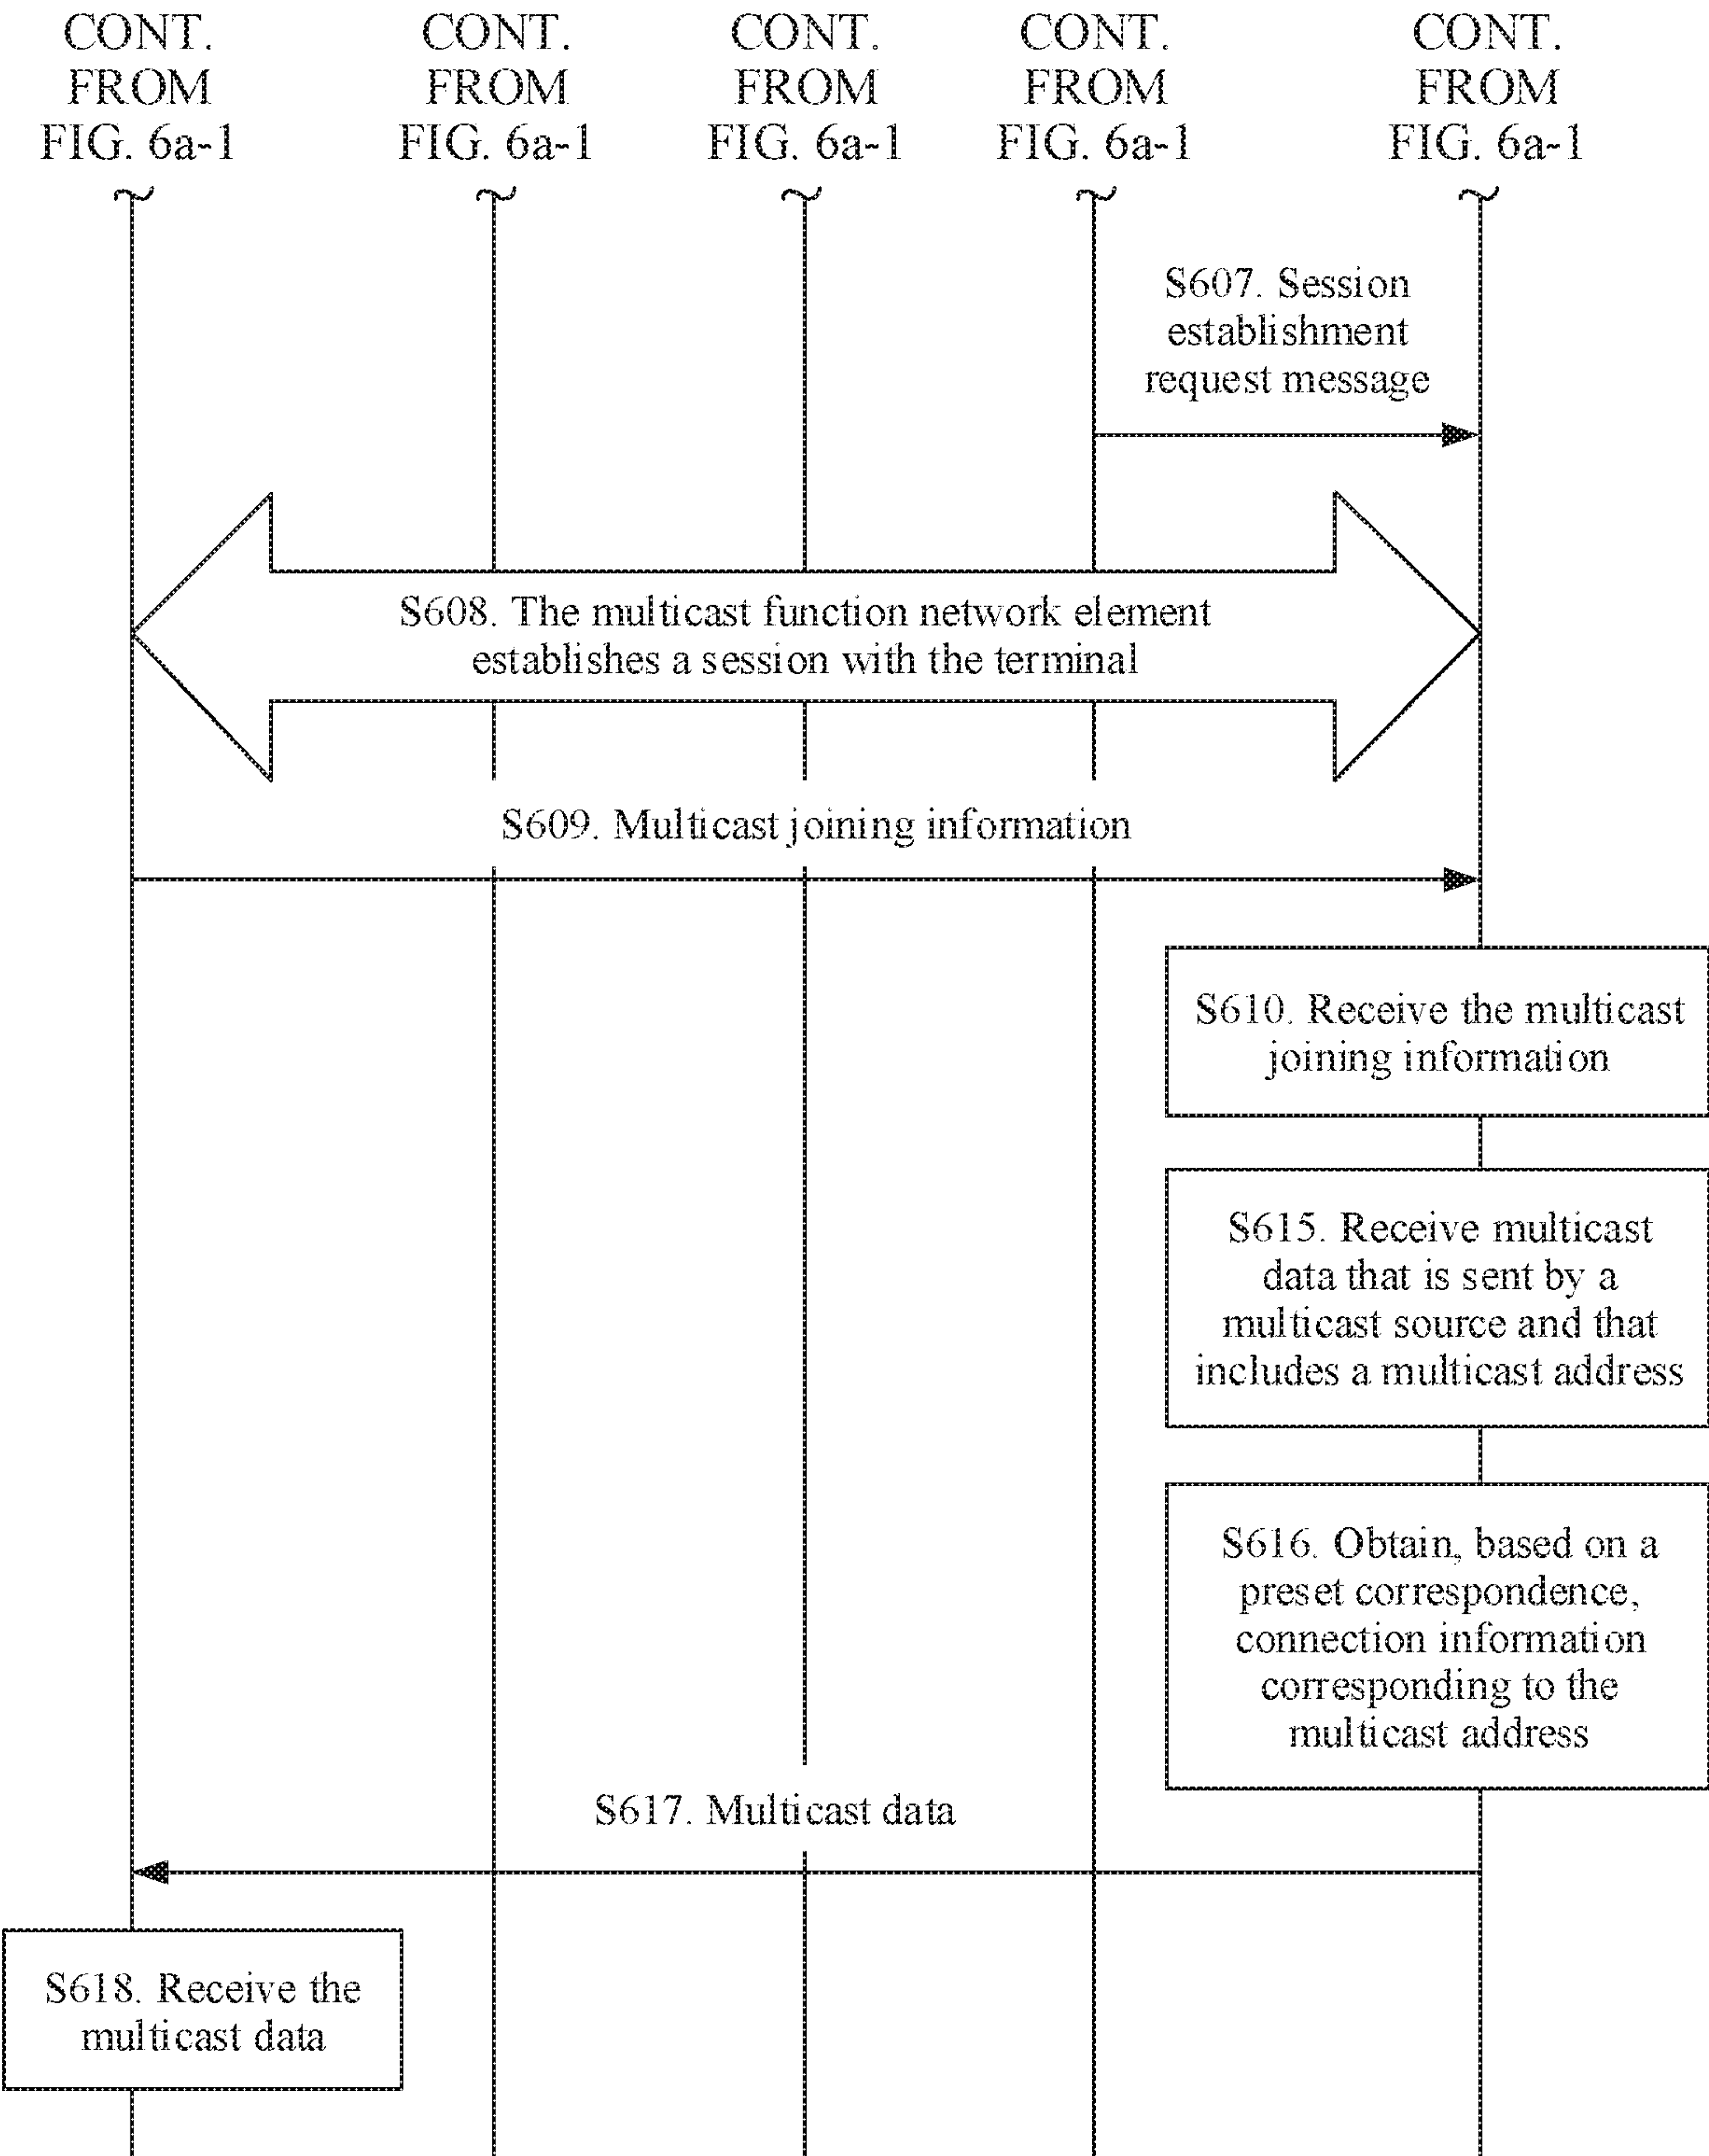 CONT.
FROM
FIG. 6a-1
CONT.
FROM
FIG. 6a-1
CONT.
FROM
FIG. 6a-1
CONT.
FROM
FIG. 6a-1
CONT.
FROM
FIG. 6a-1
S607. Session
establishment
request message
S608. The multicast function network element
establishes a session with the terminal
S609. Multicast joining information
S610. Receive the multicast
joining information
S615. Receive multicast
data that is sent by a
multicast source and that
includes a multicast address
S616. Obtain, based on a
preset correspondence,
connection information
corresponding to the
multicast address
S617. Multicast data
S618. Receive the
multicast data